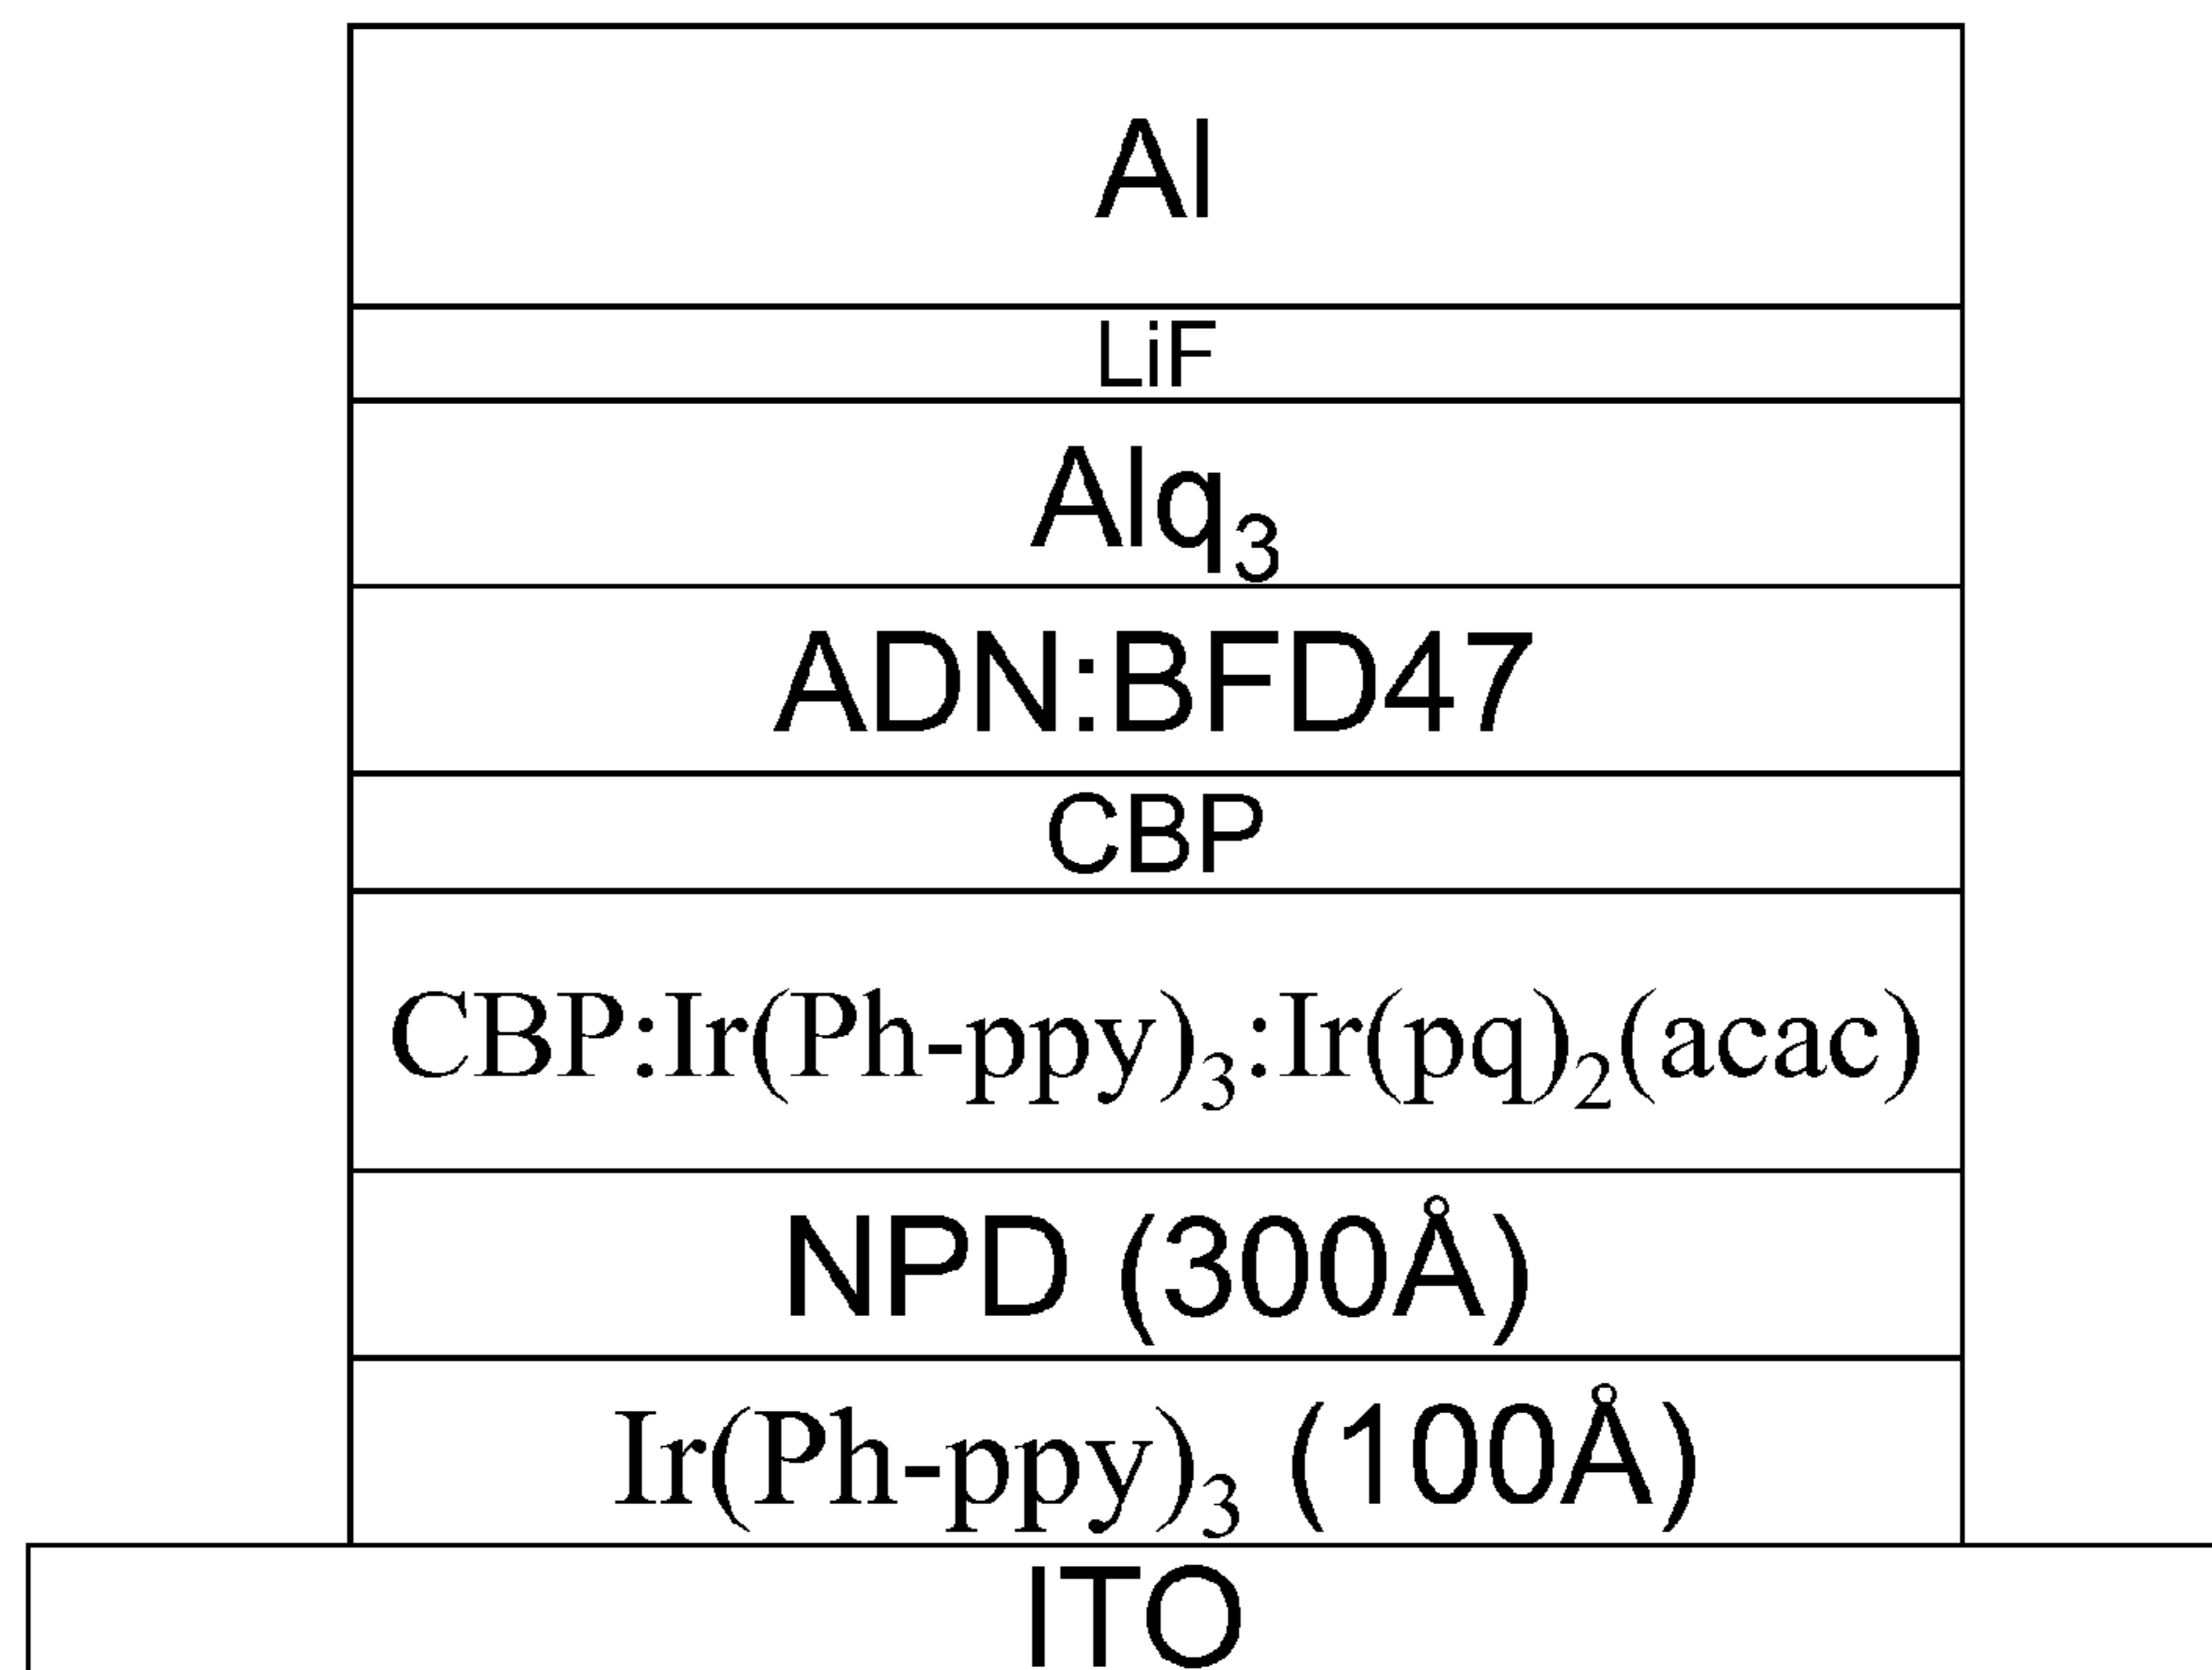 Al
LiF
Alq₃
ADN:BFD47
CBP
CBP:Ir(Ph-ppy)₃:Ir(pq)₂(acac)
NPD (300Å)
Ir(Ph-ppy)₃ (100Å)
ITO